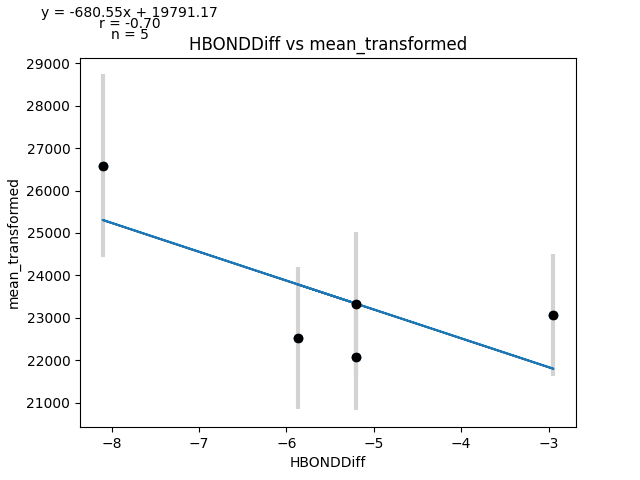 y = -680.55x + 19791.17
r = -0.70
n = 5
HBONDDiff vs mean_transformed
29000
28000
27000
26000
25000
24000
23000
22000
21000
mean_transformed
−8
−7
−6
−5
−4
−3
HBONDDiff